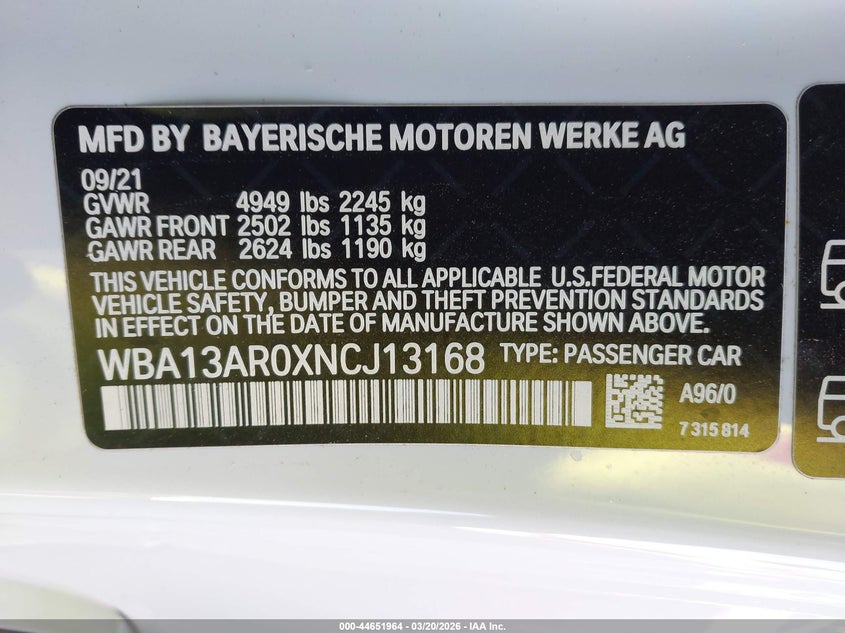 MFD BY BAYERISCHE MOTOREN WERKE AG
09/21
GVWR 4949 lbs 2245 kg
GAWR FRONT 2502 lbs 1135 kg
GAWR REAR 2624 lbs 1190 kg
THIS VEHICLE CONFORMS TO ALL APPLICABLE U.S.FEDERAL MOTOR
VEHICLE SAFETY, BUMPER AND THEFT PREVENTION STANDARDS
IN EFFECT ON THE DATE OF MANUFACTURE SHOWN ABOVE.
WBA13AR0XNCJ13168 TYPE: PASSENGER CAR
A96/0
7 315 814
000-44651964 | 03/20/2026 | IAA Inc.